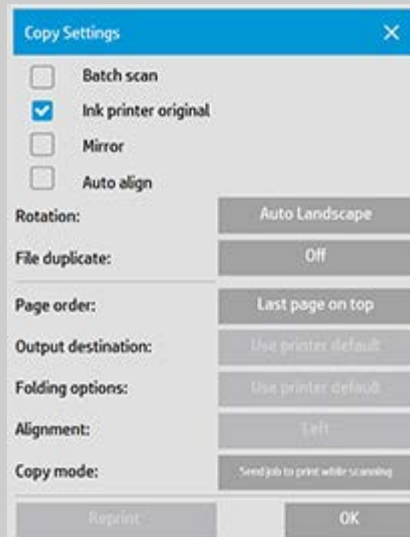 Copy Settings
Batch scan
Ink printer original
Mirror
Auto align
Rotation: Auto Landscape
File duplicate: Off
Page order: Last page on top
Output destination: Use printer default
Folding options: Use printer default
Alignment: Left
Copy mode: Send job to print while scanning
Reprint OK